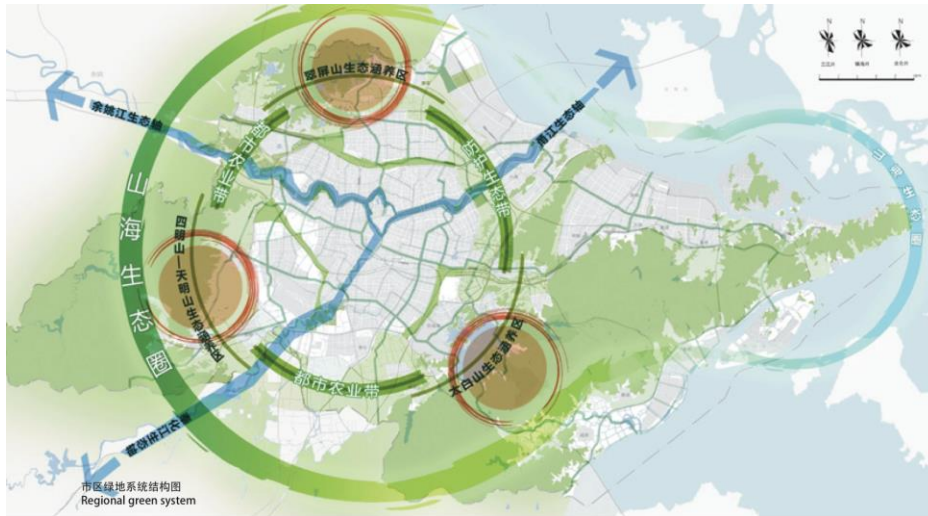 翠屏山生态涵养区
余姚江生态轴
甬江生态轴
都市农业带
防护生态带
山海生态圈
山海生态圈
四明山—天明山生态涵养区
太白山生态涵养区
都市农业带
奉化江生态轴
市区绿地系统结构图
Regional green system
N
N
N